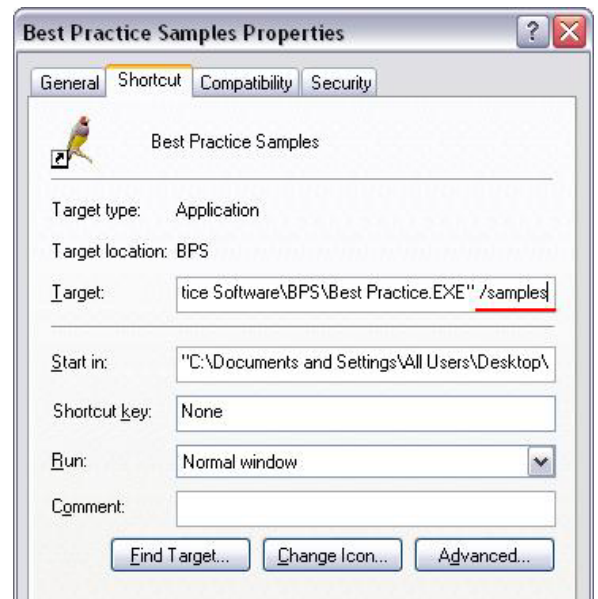 Best Practice Samples Properties
?
General Shortcut Compatibility Security
Best Practice Samples
Target type: Application
Target location: BPS
Target: tice Software\BPS\Best Practice.EXE" /samples
Start in: "C:\Documents and Settings\All Users\Desktop\
Shortcut key: None
Run: Normal window
Comment:
Find Target... Change Icon... Advanced...